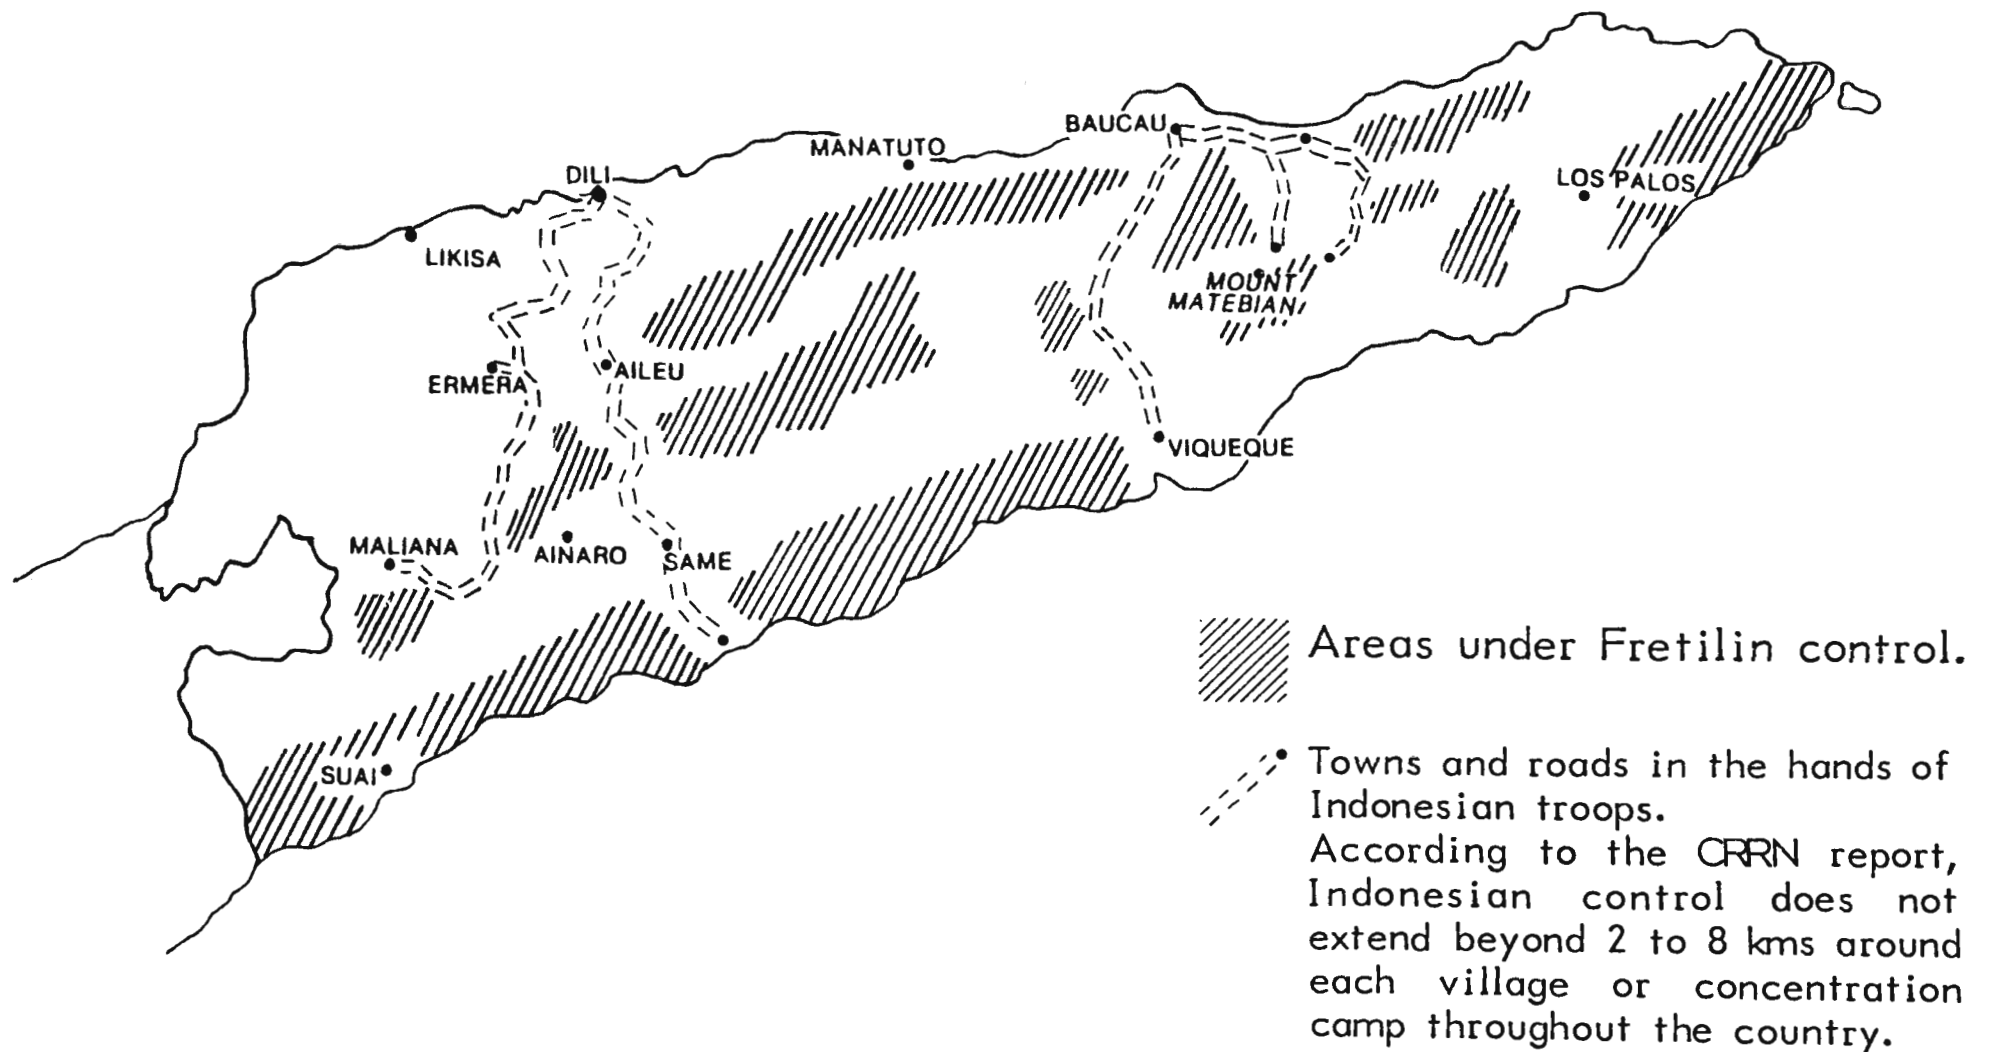 BAUCAU
MANATUTO
DILI
LOS PALOS
LIKISA
MOUNT
MATEBIAN
ERMERA
AILEU
VIQUEQUE
MALIANA
AINARO
SAME
SUAI
Areas under Fretilin control.
Towns and roads in the hands of
Indonesian troops.
According to the CRRN report,
Indonesian control does not
extend beyond 2 to 8 kms around
each village or concentration
camp throughout the country.